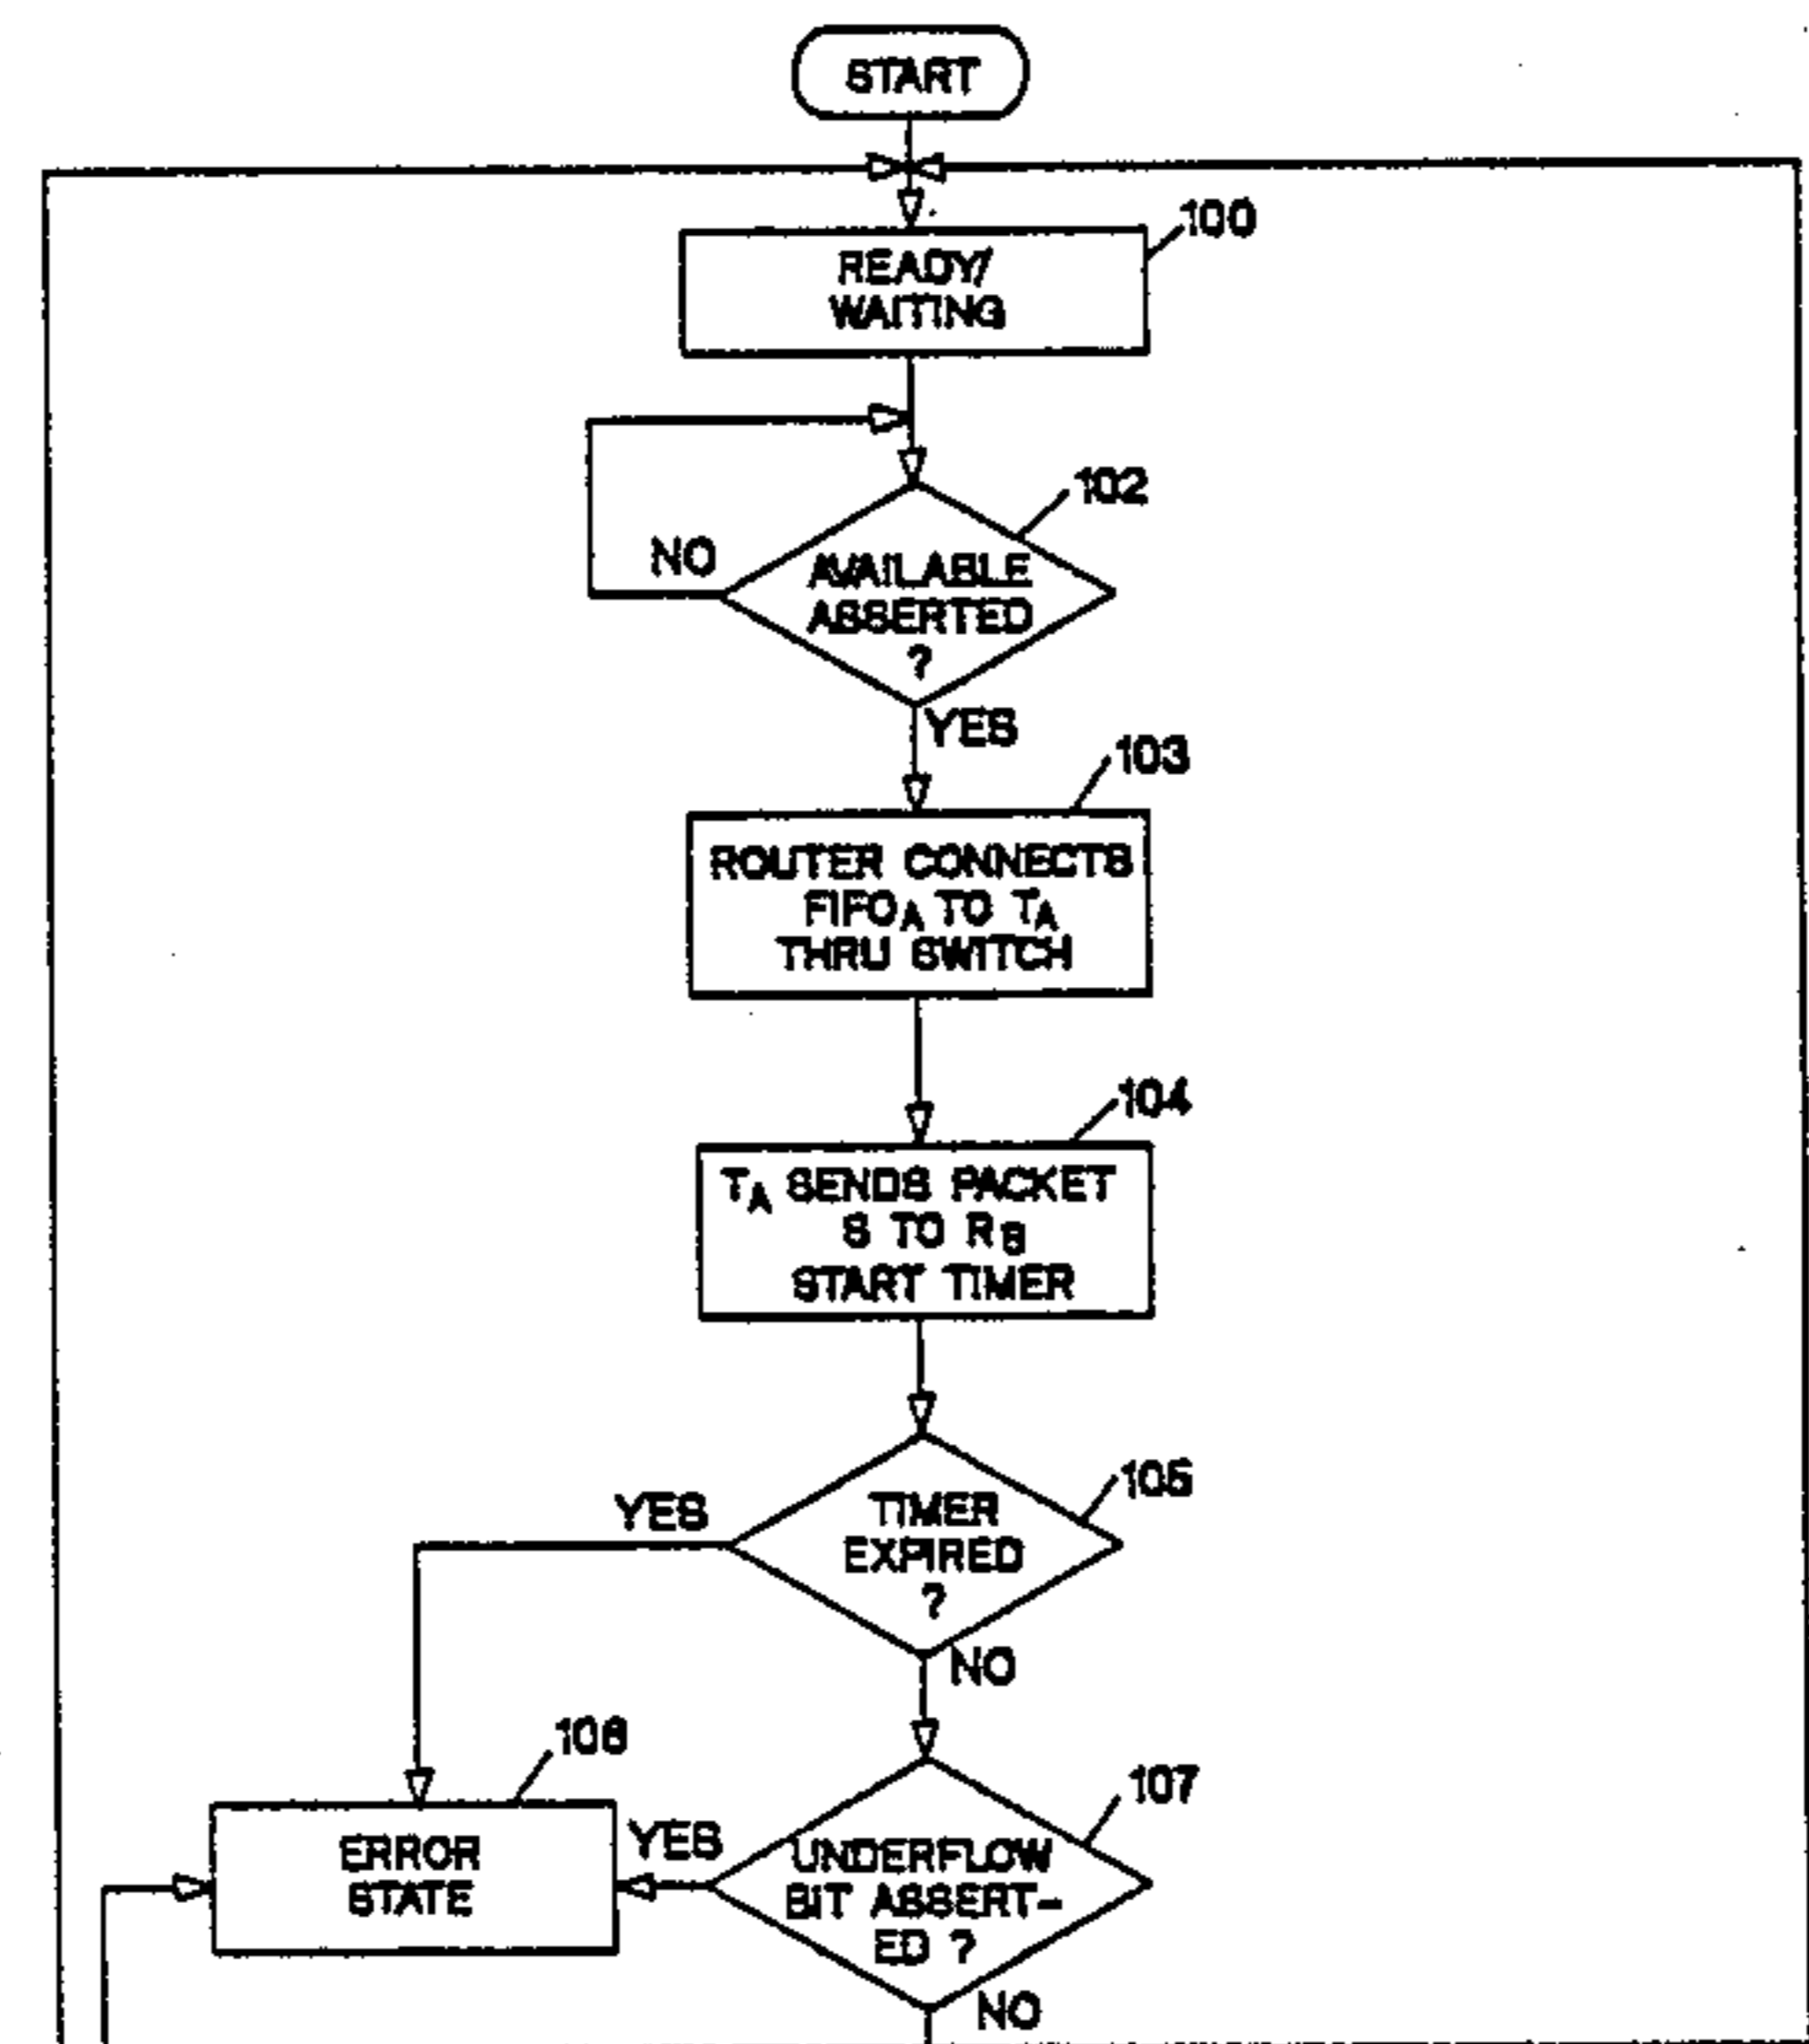 START
100
READY/
WAITING
102
NO
AVAILABLE
ASSERTED
?
YES
103
ROUTER CONNECTS
FIFOA TO TA
THRU SWITCH
104
TA SENDS PACKET
S TO RB
START TIMER
105
YES
TIMER
EXPIRED
?
NO
106
107
ERROR
STATE
YES
UNDERFLOW
BIT ASSERT-
ED ?
NO